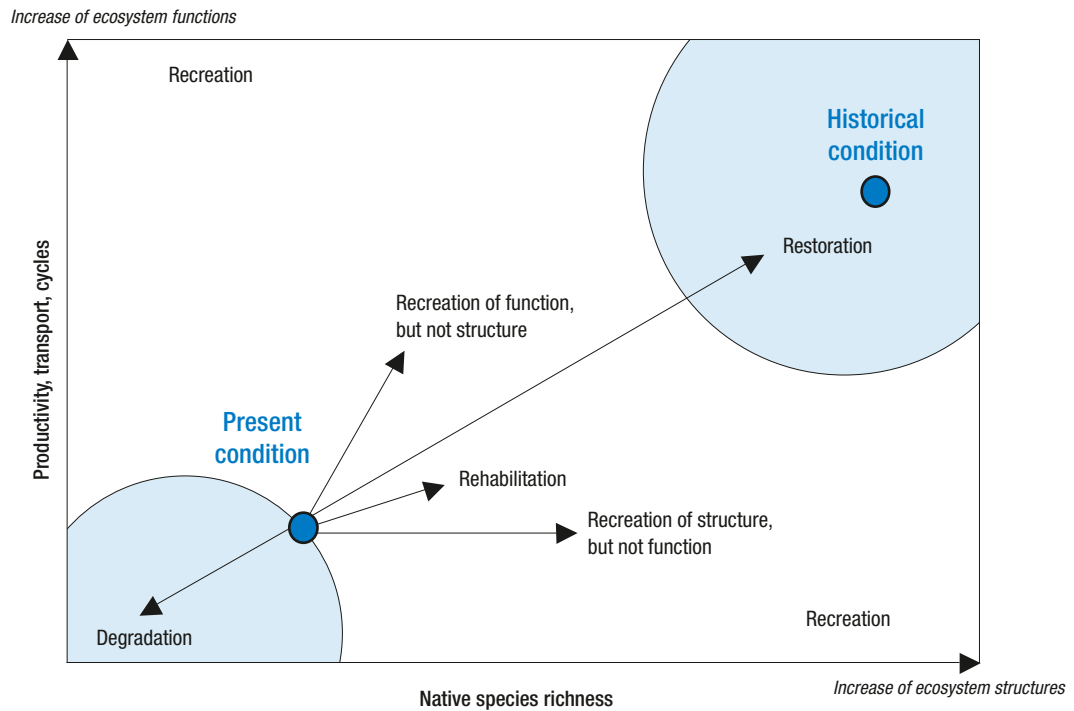 Increase of ecosystem functions
Recreation
Historical
condition
Restoration
Productivity, transport, cycles
Recreation of function,
but not structure
Present
condition
Rehabilitation
Recreation of structure,
but not function
Recreation
Degradation
Increase of ecosystem structures
Native species richness